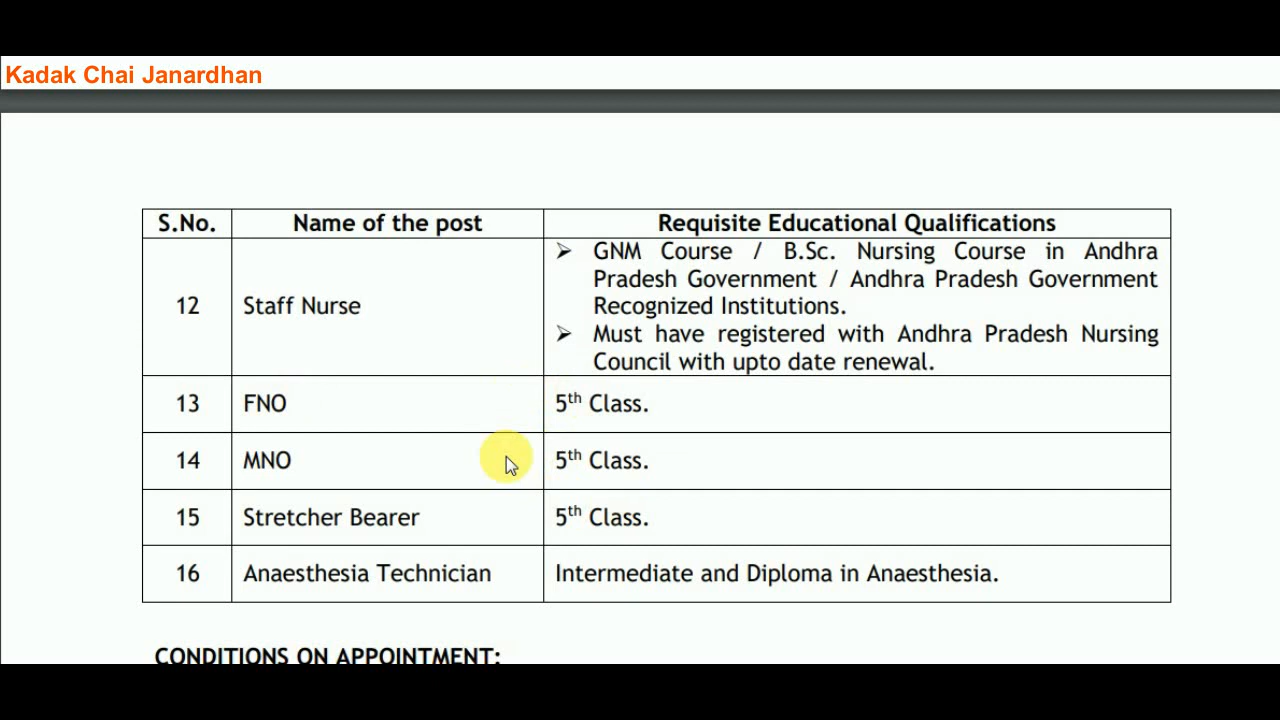 Kadak Chai Janardhan
S.No. Name of the post Requisite Educational Qualifications
12 Staff Nurse
➢ GNM Course / B.Sc. Nursing Course in Andhra
Pradesh Government / Andhra Pradesh Government
Recognized Institutions.
➢ Must have registered with Andhra Pradesh Nursing
Council with upto date renewal.
13 FNO 5th Class.
14 MNO 5th Class.
15 Stretcher Bearer 5th Class.
16 Anaesthesia Technician Intermediate and Diploma in Anaesthesia.
CONDITIONS ON APPOINTMENT: